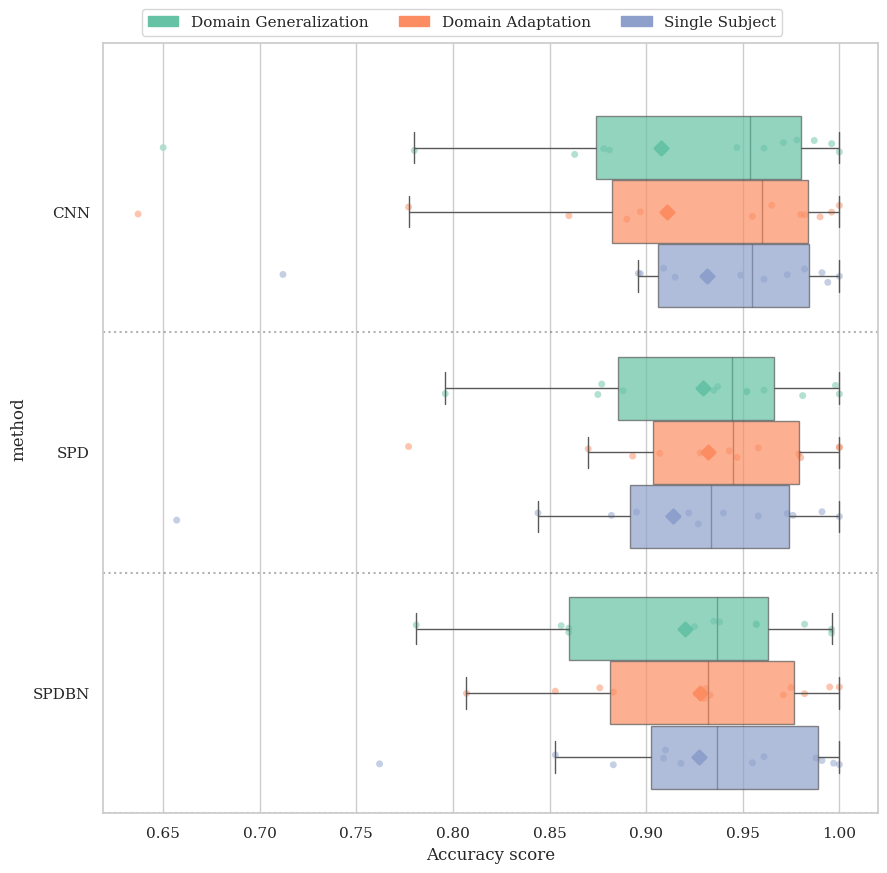 Domain Generalization Domain Adaptation Single Subject
CNN
SPD
SPDBN
method
0.65 0.70 0.75 0.80 0.85 0.90 0.95 1.00
Accuracy score